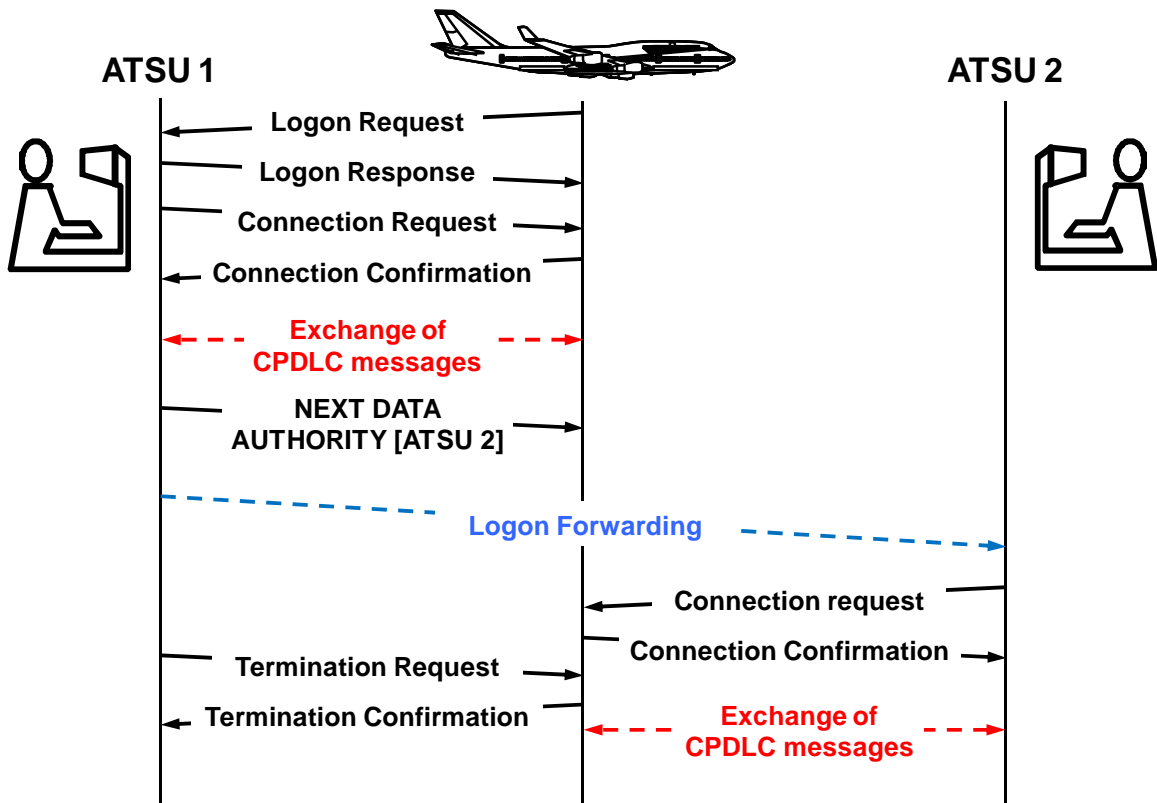 ATSU 1
ATSU 2
Logon Request
Logon Response
Connection Request
Connection Confirmation
Exchange of
CPDLC messages
NEXT DATA
AUTHORITY [ATSU 2]
Logon Forwarding
Connection request
Connection Confirmation
Termination Request
Termination Confirmation
Exchange of
CPDLC messages